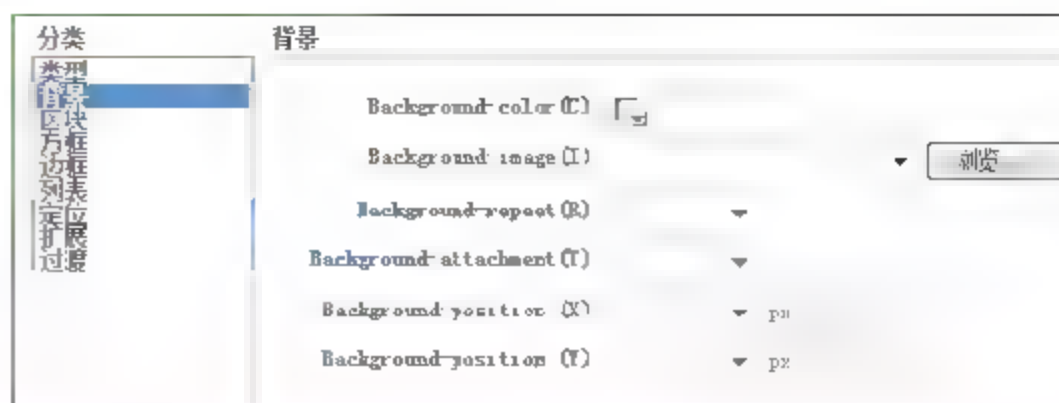 分类
类型
背景
区块
方框
边框
列表
定位
扩展
过渡
背景
Background-color(C)
Background-image(I)
浏览
Background-repeat(R)
Background-attachment(T)
Background-position (X)
px
Background-position (Y)
px